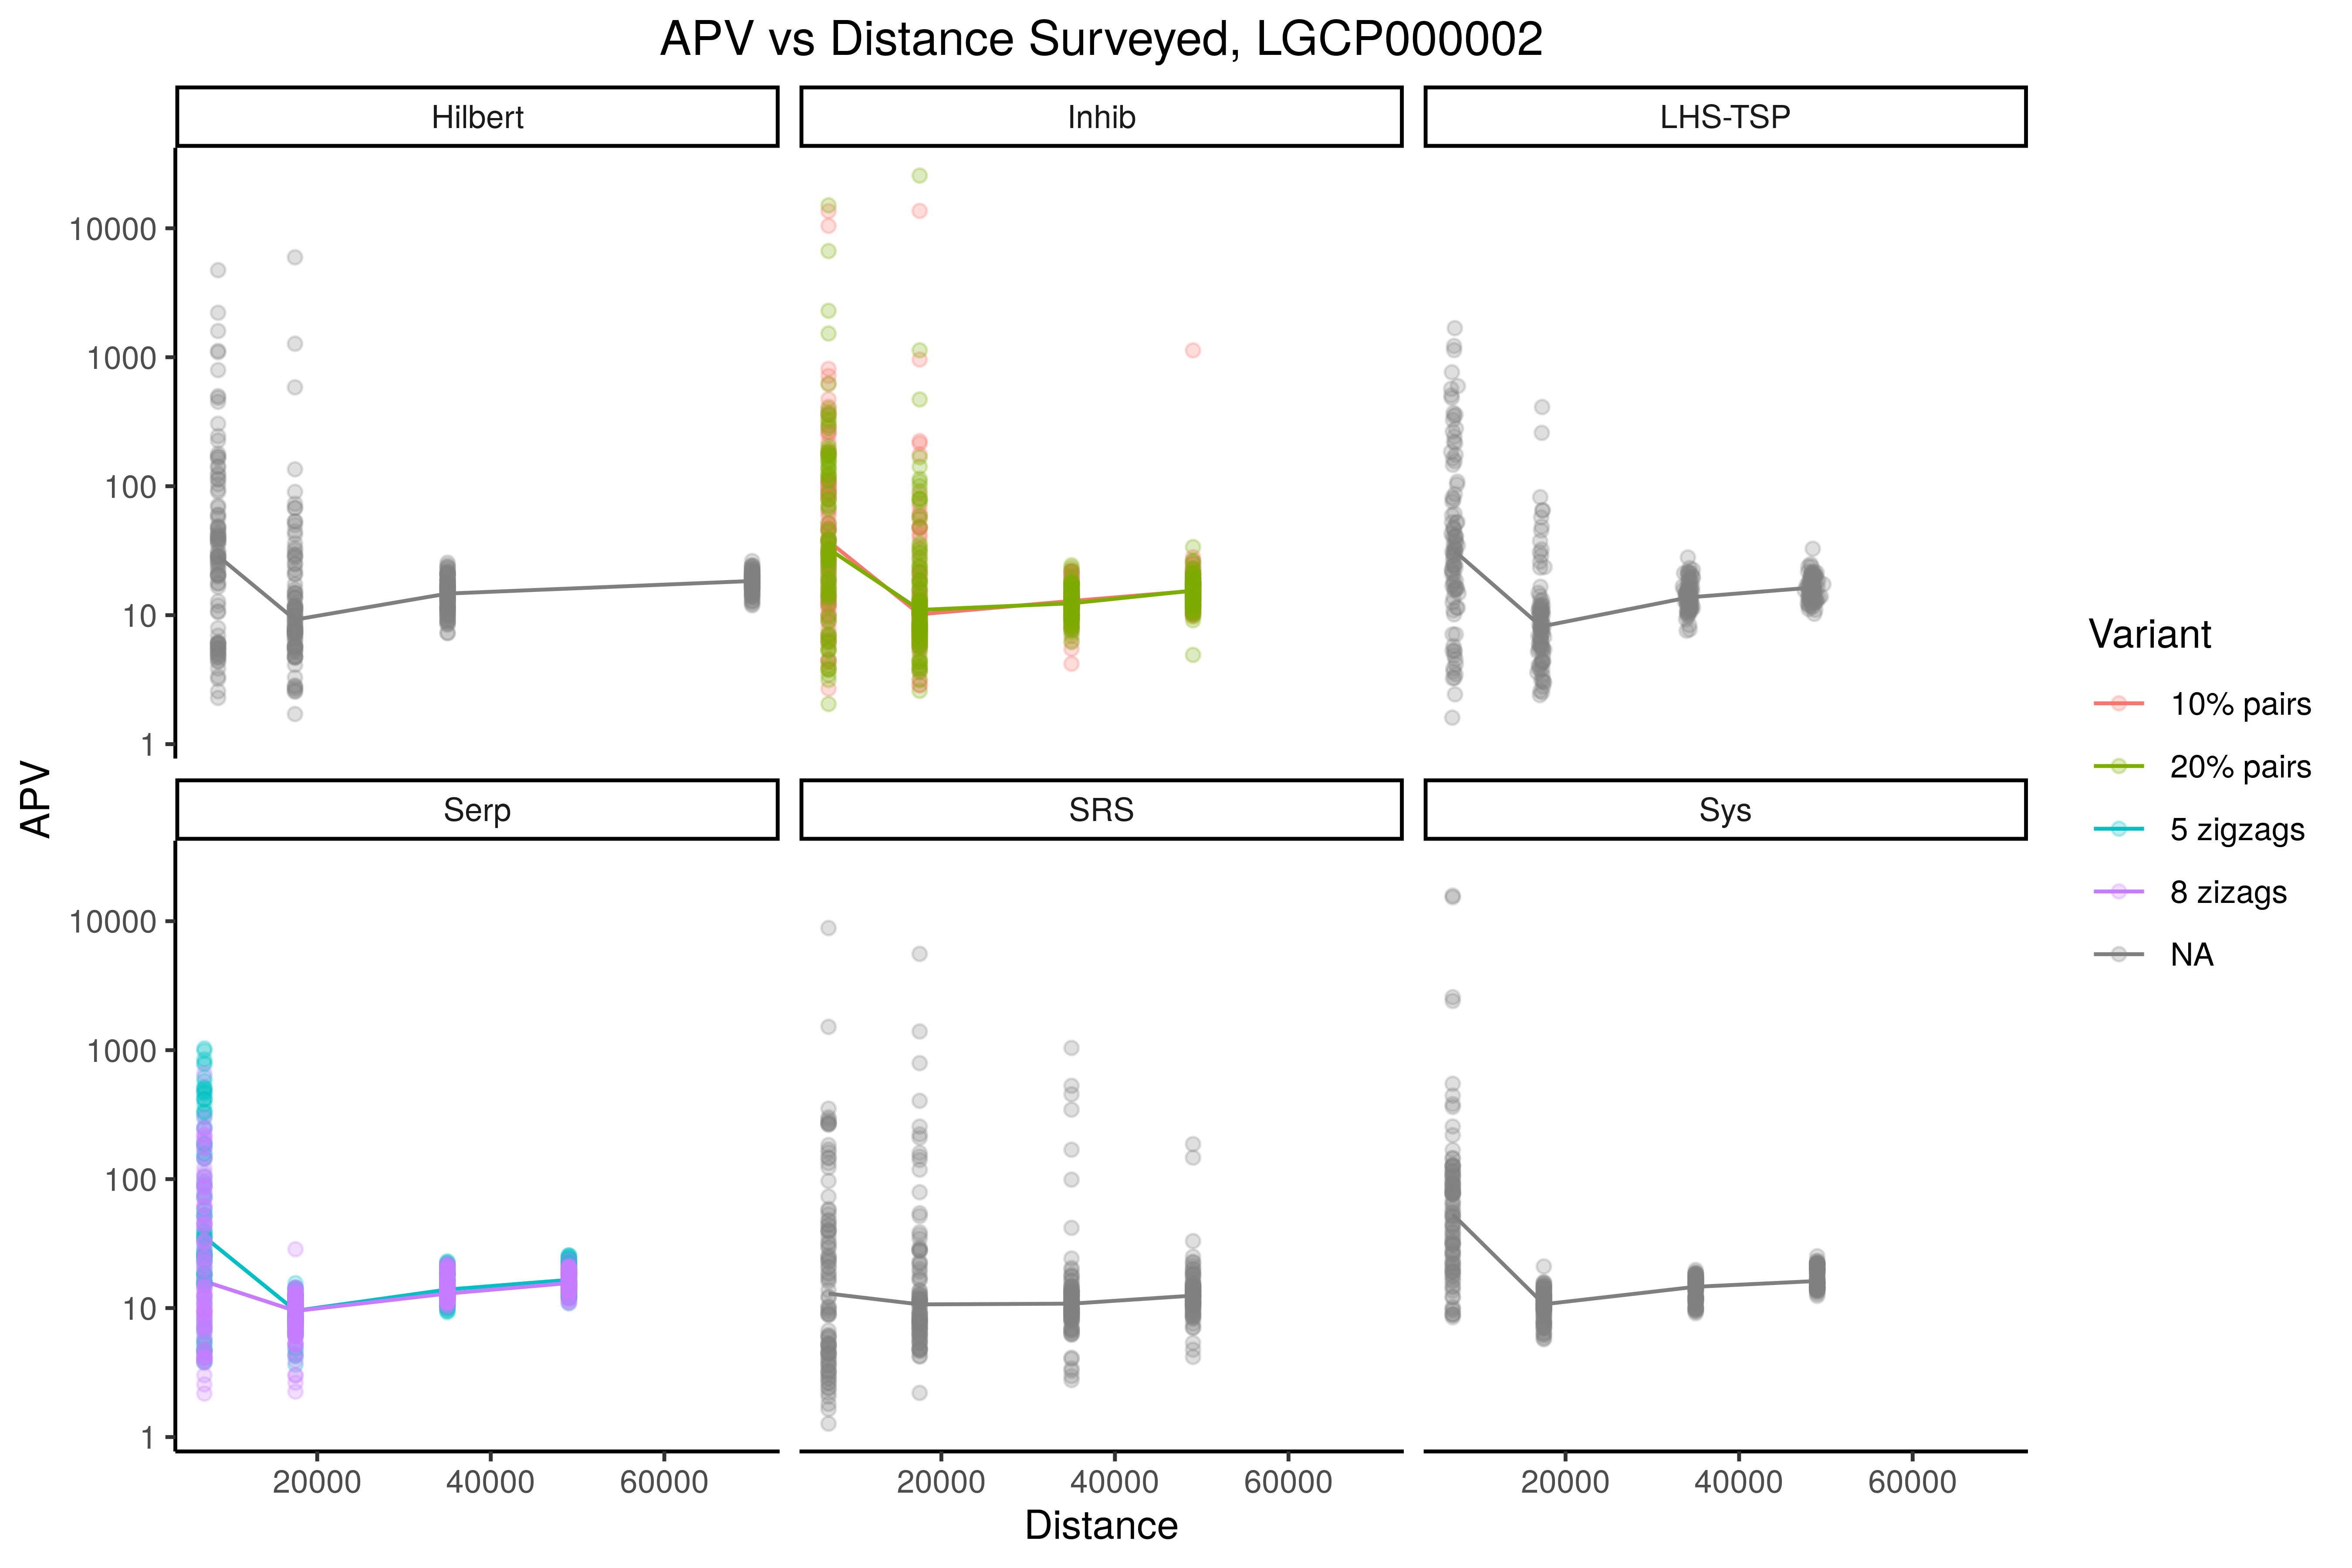 APV vs Distance Surveyed, LGCP000002
Hilbert
Inhib
LHS-TSP
10000
1000
100
10
1
APV
Serp
SRS
Sys
10000
1000
100
10
1
20000
40000
60000
20000
40000
60000
20000
40000
60000
Distance
Variant
10% pairs
20% pairs
5 zigzags
8 zizags
NA